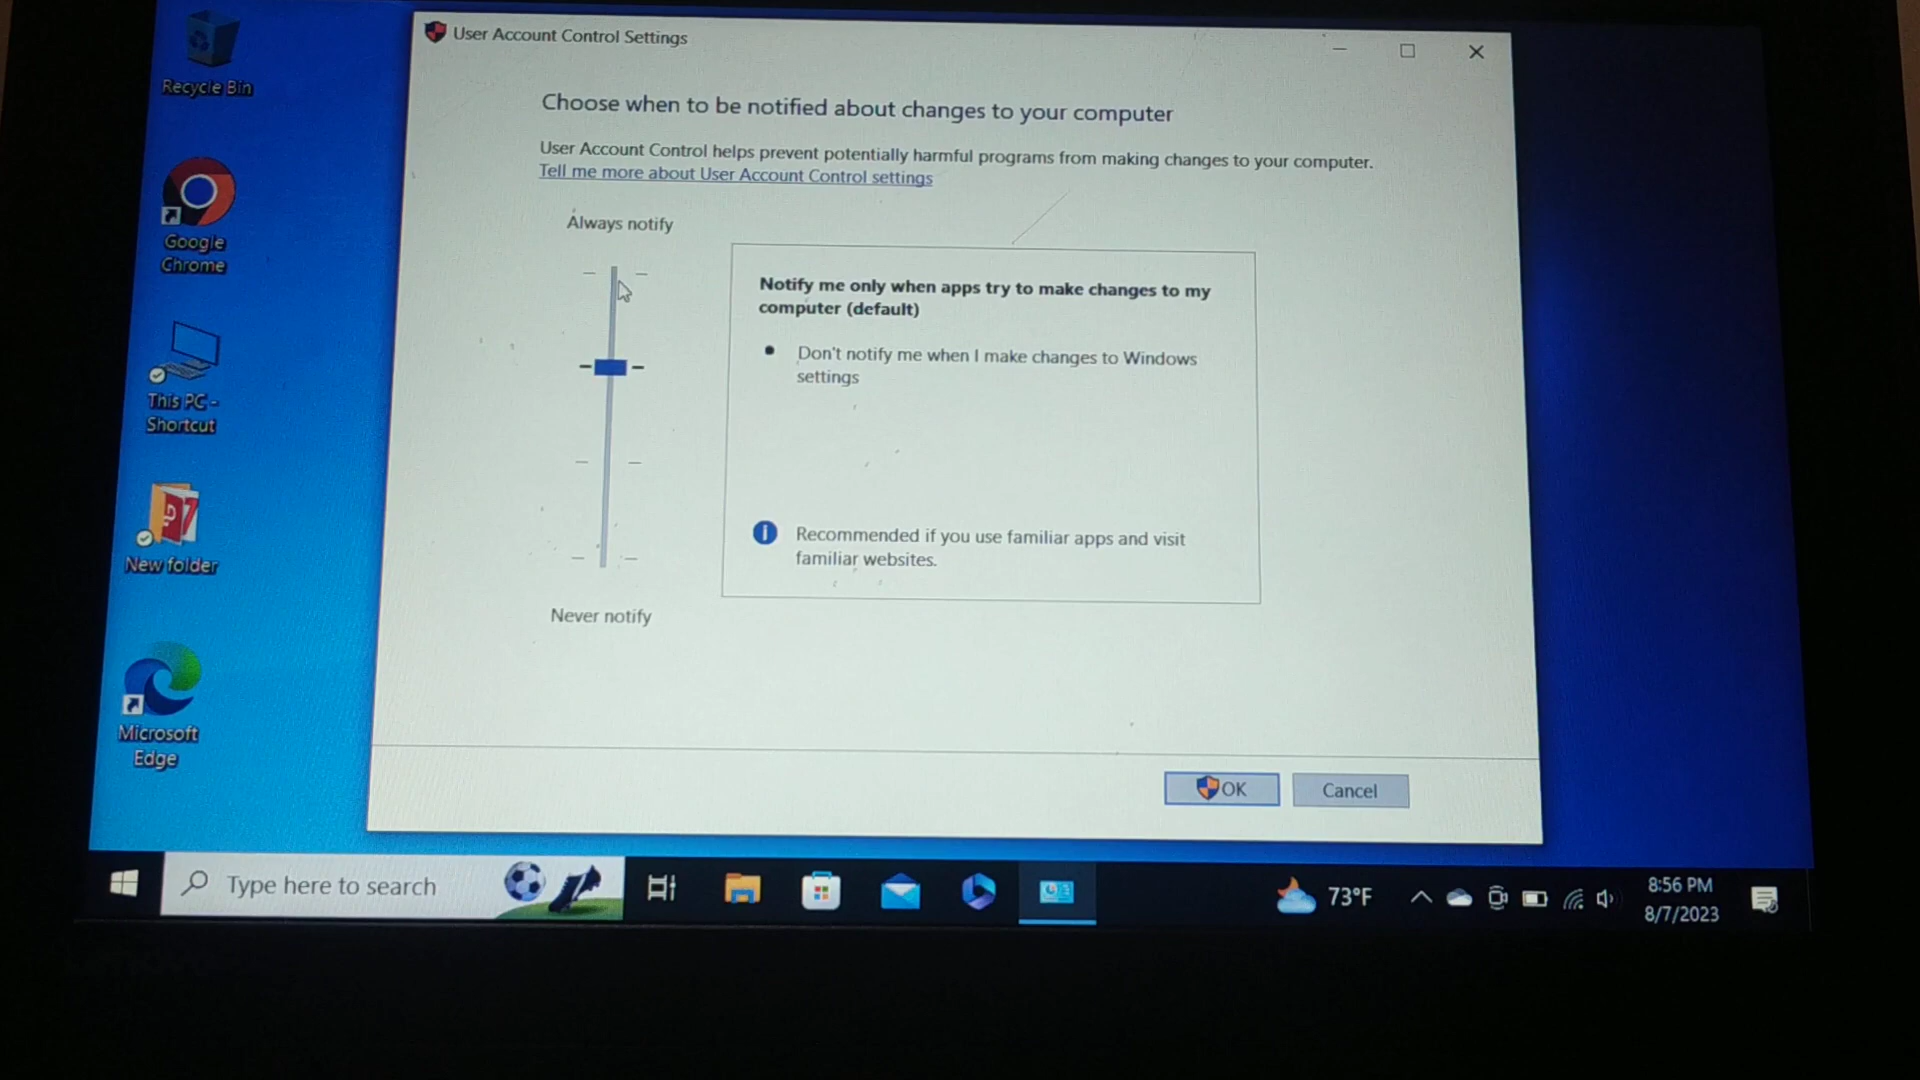 User Account Control Settings
Choose when to be notified about changes to your computer
User Account Control helps prevent potentially harmful programs from making changes to your computer.
Tell me more about User Account Control settings
Always notify
Notify me only when apps try to make changes to my
computer (default)
Don't notify me when I make changes to Windows
settings
Recommended if you use familiar apps and visit
familiar websites.
Never notify
OK
Cancel
Recycle Bin
Google
Chrome
This PC -
Shortcut
New folder
Microsoft
Edge
Type here to search
73°F
8:56 PM
8/7/2023